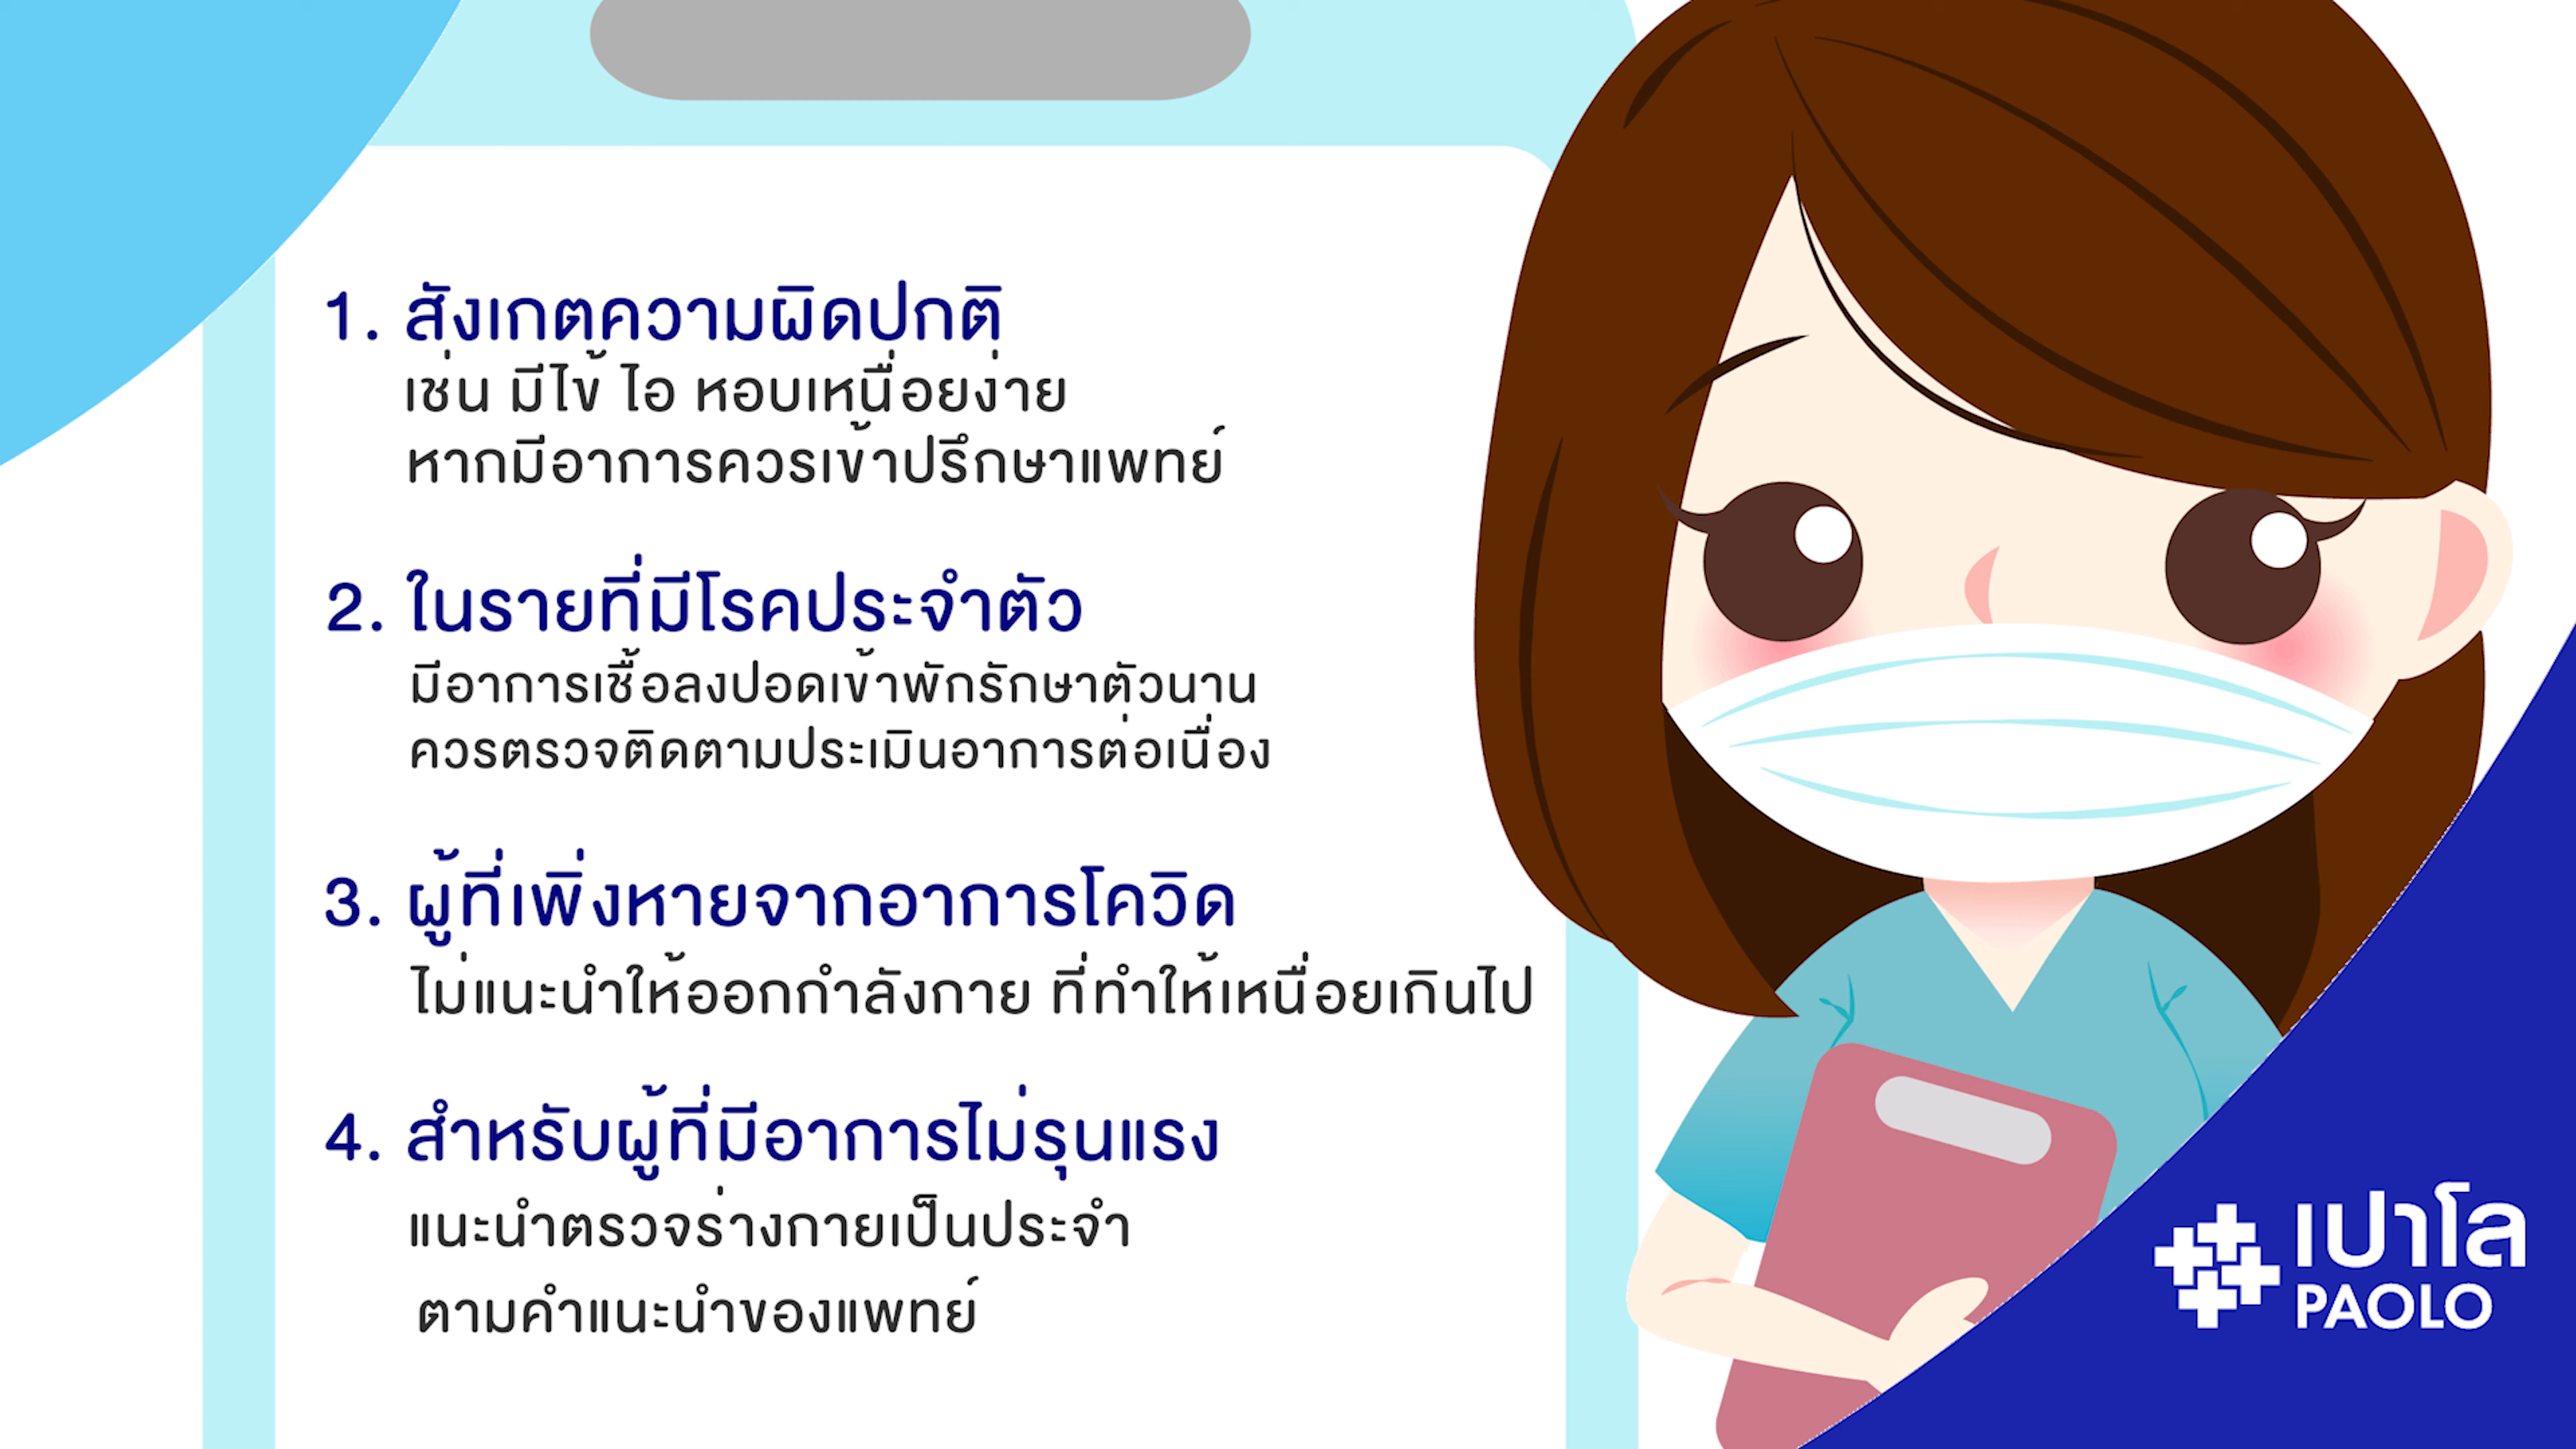 1. สังเกตความผิดปกติ
เช่น มีไข้ ไอ หอบเหนื่อยง่าย
หากมีอาการควรเข้าปรึกษาแพทย์
2. ในรายที่มีโรคประจำตัว
มีอาการเชื้อลงปอดเข้าพักรักษาตัวนาน
ควรตรวจติดตามประเมินอาการต่อเนื่อง
3. ผู้ที่เพิ่งหายจากอาการโควิด
ไม่แนะนำให้ออกกำลังกาย ที่ทำให้เหนื่อยเกินไป
4. สำหรับผู้ที่มีอาการไม่รุนแรง
แนะนำตรวจร่างกายเป็นประจำ
ตามคำแนะนำของแพทย์
เปาโล
PAOLO